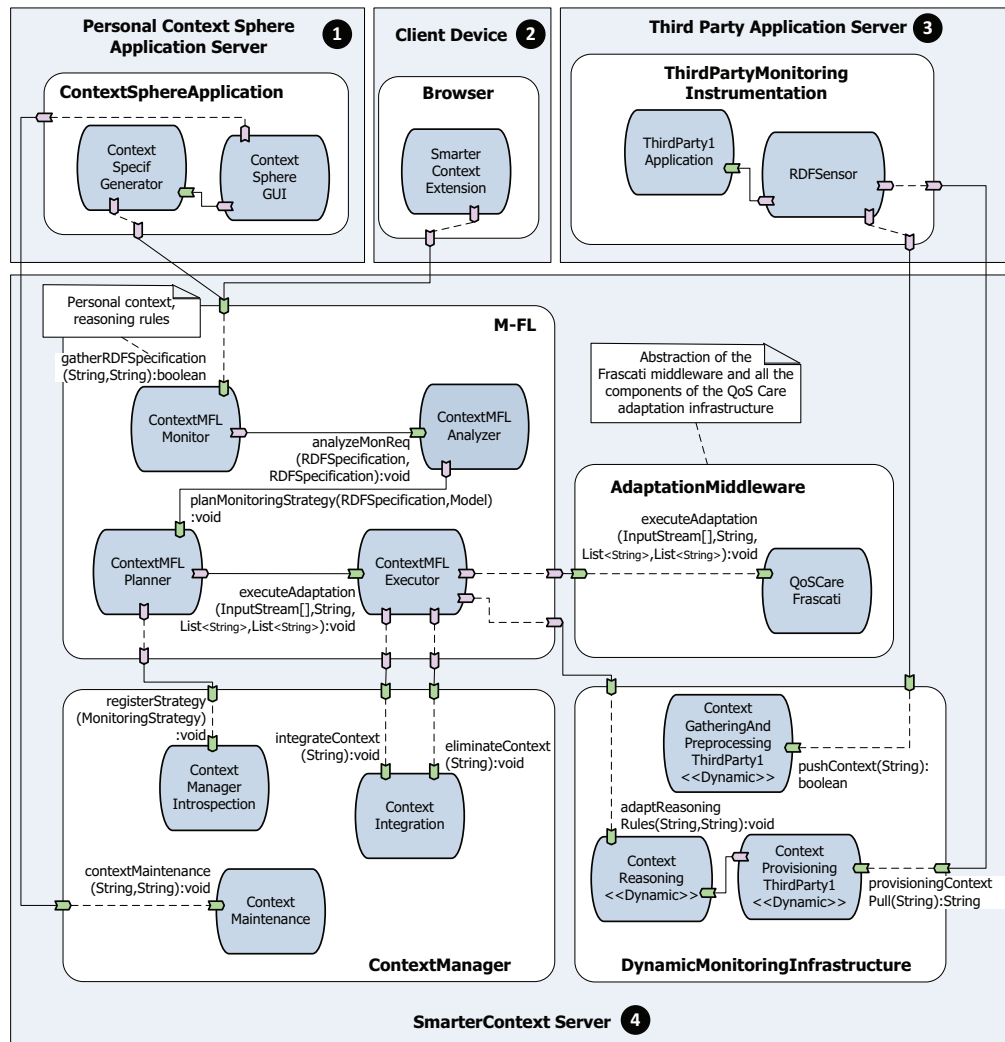 Personal Context Sphere
Application Server
1
Client Device
2
Third Party Application Server
3
ContextSphereApplication
Context
Specif
Generator
Context
Sphere
GUI
Browser
Smarter
Context
Extension
ThirdPartyMonitoring
Instrumentation
ThirdParty1
Application
RDFSensor
Personal context,
reasoning rules
M-FL
gatherRDFSpecification
(String,String):boolean
ContextMFL
Monitor
ContextMFL
Analyzer
analyzeMonReq
(RDFSpecification,
RDFSpecification):void
planMonitoringStrategy(RDFSpecification,Model)
:void
ContextMFL
Planner
ContextMFL
Executor
executeAdaptation
(InputStream[],String,
List<String>,List<String>):void
Abstraction of the
Frascati middleware and all the
components of the QoS Care
adaptation infrastructure
AdaptationMiddleware
executeAdaptation
(InputStream[],String,
List<String>,List<String>):void
QoSCare
Frascati
registerStrategy
(MonitoringStrategy)
:void
Context
Manager
Introspection
integrateContext
(String):void
eliminateContext
(String):void
Context
Integration
contextMaintenance
(String,String):void
Context
Maintenance
ContextManager
Context
GatheringAnd
Preprocessing
ThirdParty1
<<Dynamic>>
pushContext(String):
boolean
adaptReasoning
Rules(String,String):void
Context
Reasoning
<<Dynamic>>
Context
Provisioning
ThirdParty1
<<Dynamic>>
provisioningContext
Pull(String):String
DynamicMonitoringInfrastructure
SmarterContext Server
4